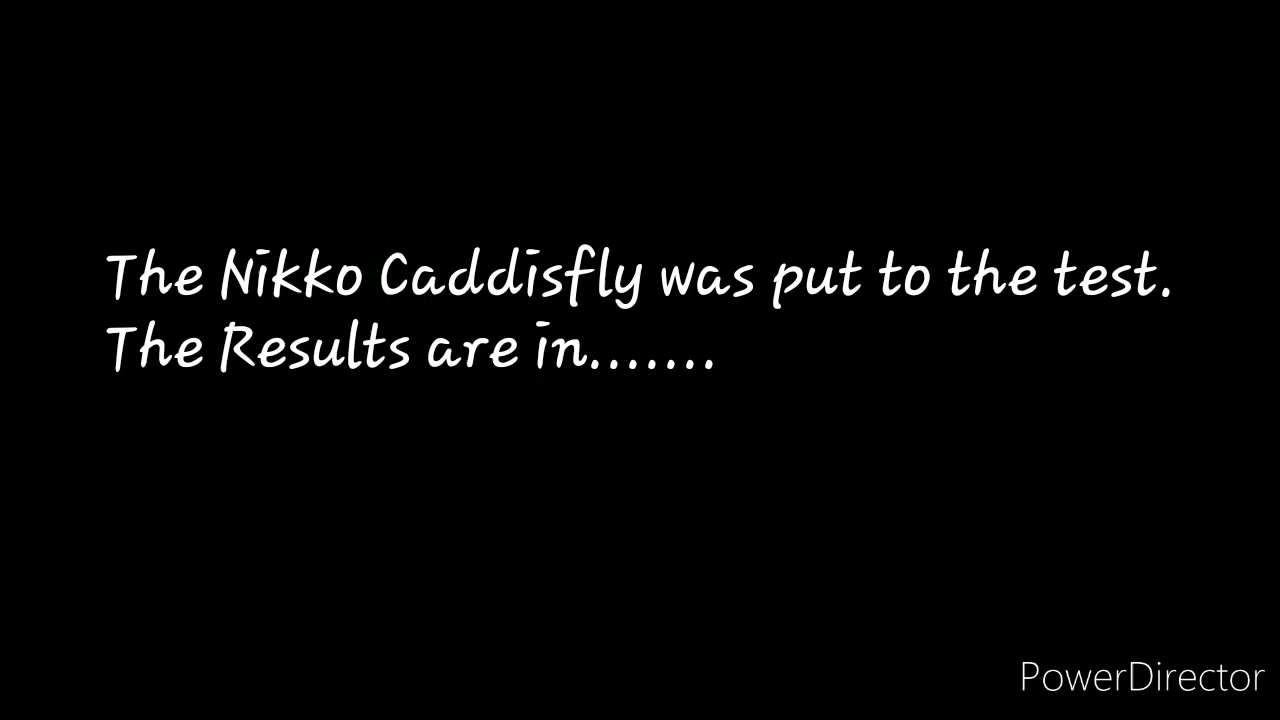 The Nikko Caddisfly was put to the test.
The Results are in.......
PowerDirector